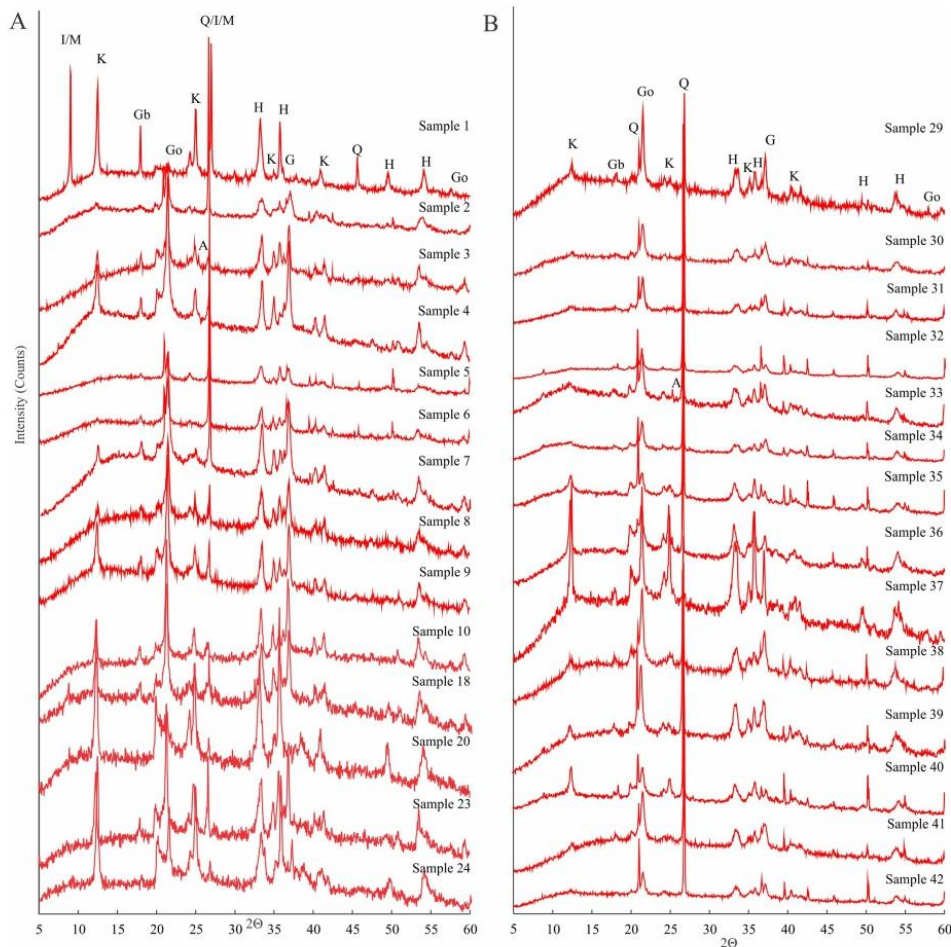 A
I/M
K
Gb
Go
Q/I/M
K
H
H
K
G
K
Q
H
H
Go
A
Sample 1
Sample 2
Sample 3
Sample 4
Sample 5
Sample 6
Sample 7
Sample 8
Sample 9
Sample 10
Sample 18
Sample 20
Sample 23
Sample 24
Intensity (Counts)
5 10 15 20 25 30 35 40 45 50 55 60
2Θ
B
K
Gb
Q
Go
K
Q
H
K
H
G
K
H
H
Go
A
Sample 29
Sample 30
Sample 31
Sample 32
Sample 33
Sample 34
Sample 35
Sample 36
Sample 37
Sample 38
Sample 39
Sample 40
Sample 41
Sample 42
5 10 15 20 25 30 35 40 45 50 55 60
2Θ